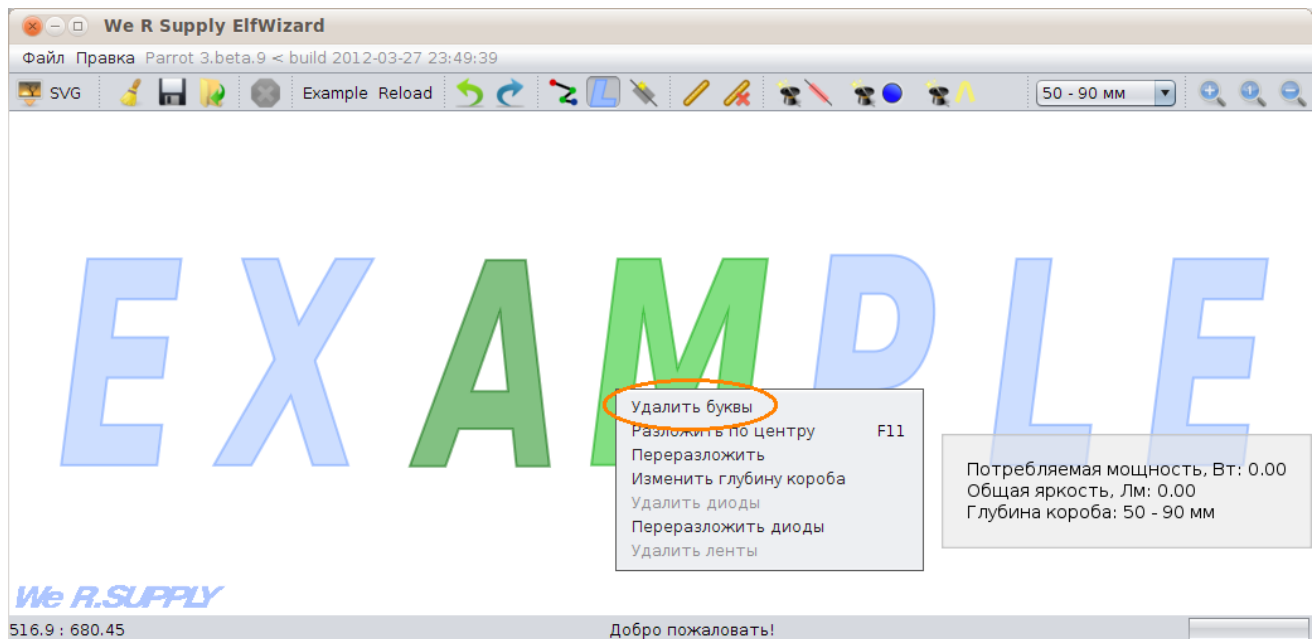 We R Supply ElfWizard
Файл Правка Parrot 3.beta.9 < build 2012-03-27 23:49:39
SVG Example Reload 50 - 90 мм
EXAMPLE
Удалить буквы
Разложить по центру F11
Переразложить
Изменить глубину короба
Удалить диоды
Переразложить диоды
Удалить ленты
Потребляемая мощность, Вт: 0.00
Общая яркость, Лм: 0.00
Глубина короба: 50 - 90 мм
We R.SUPPLY
516.9 : 680.45 Добро пожаловать!